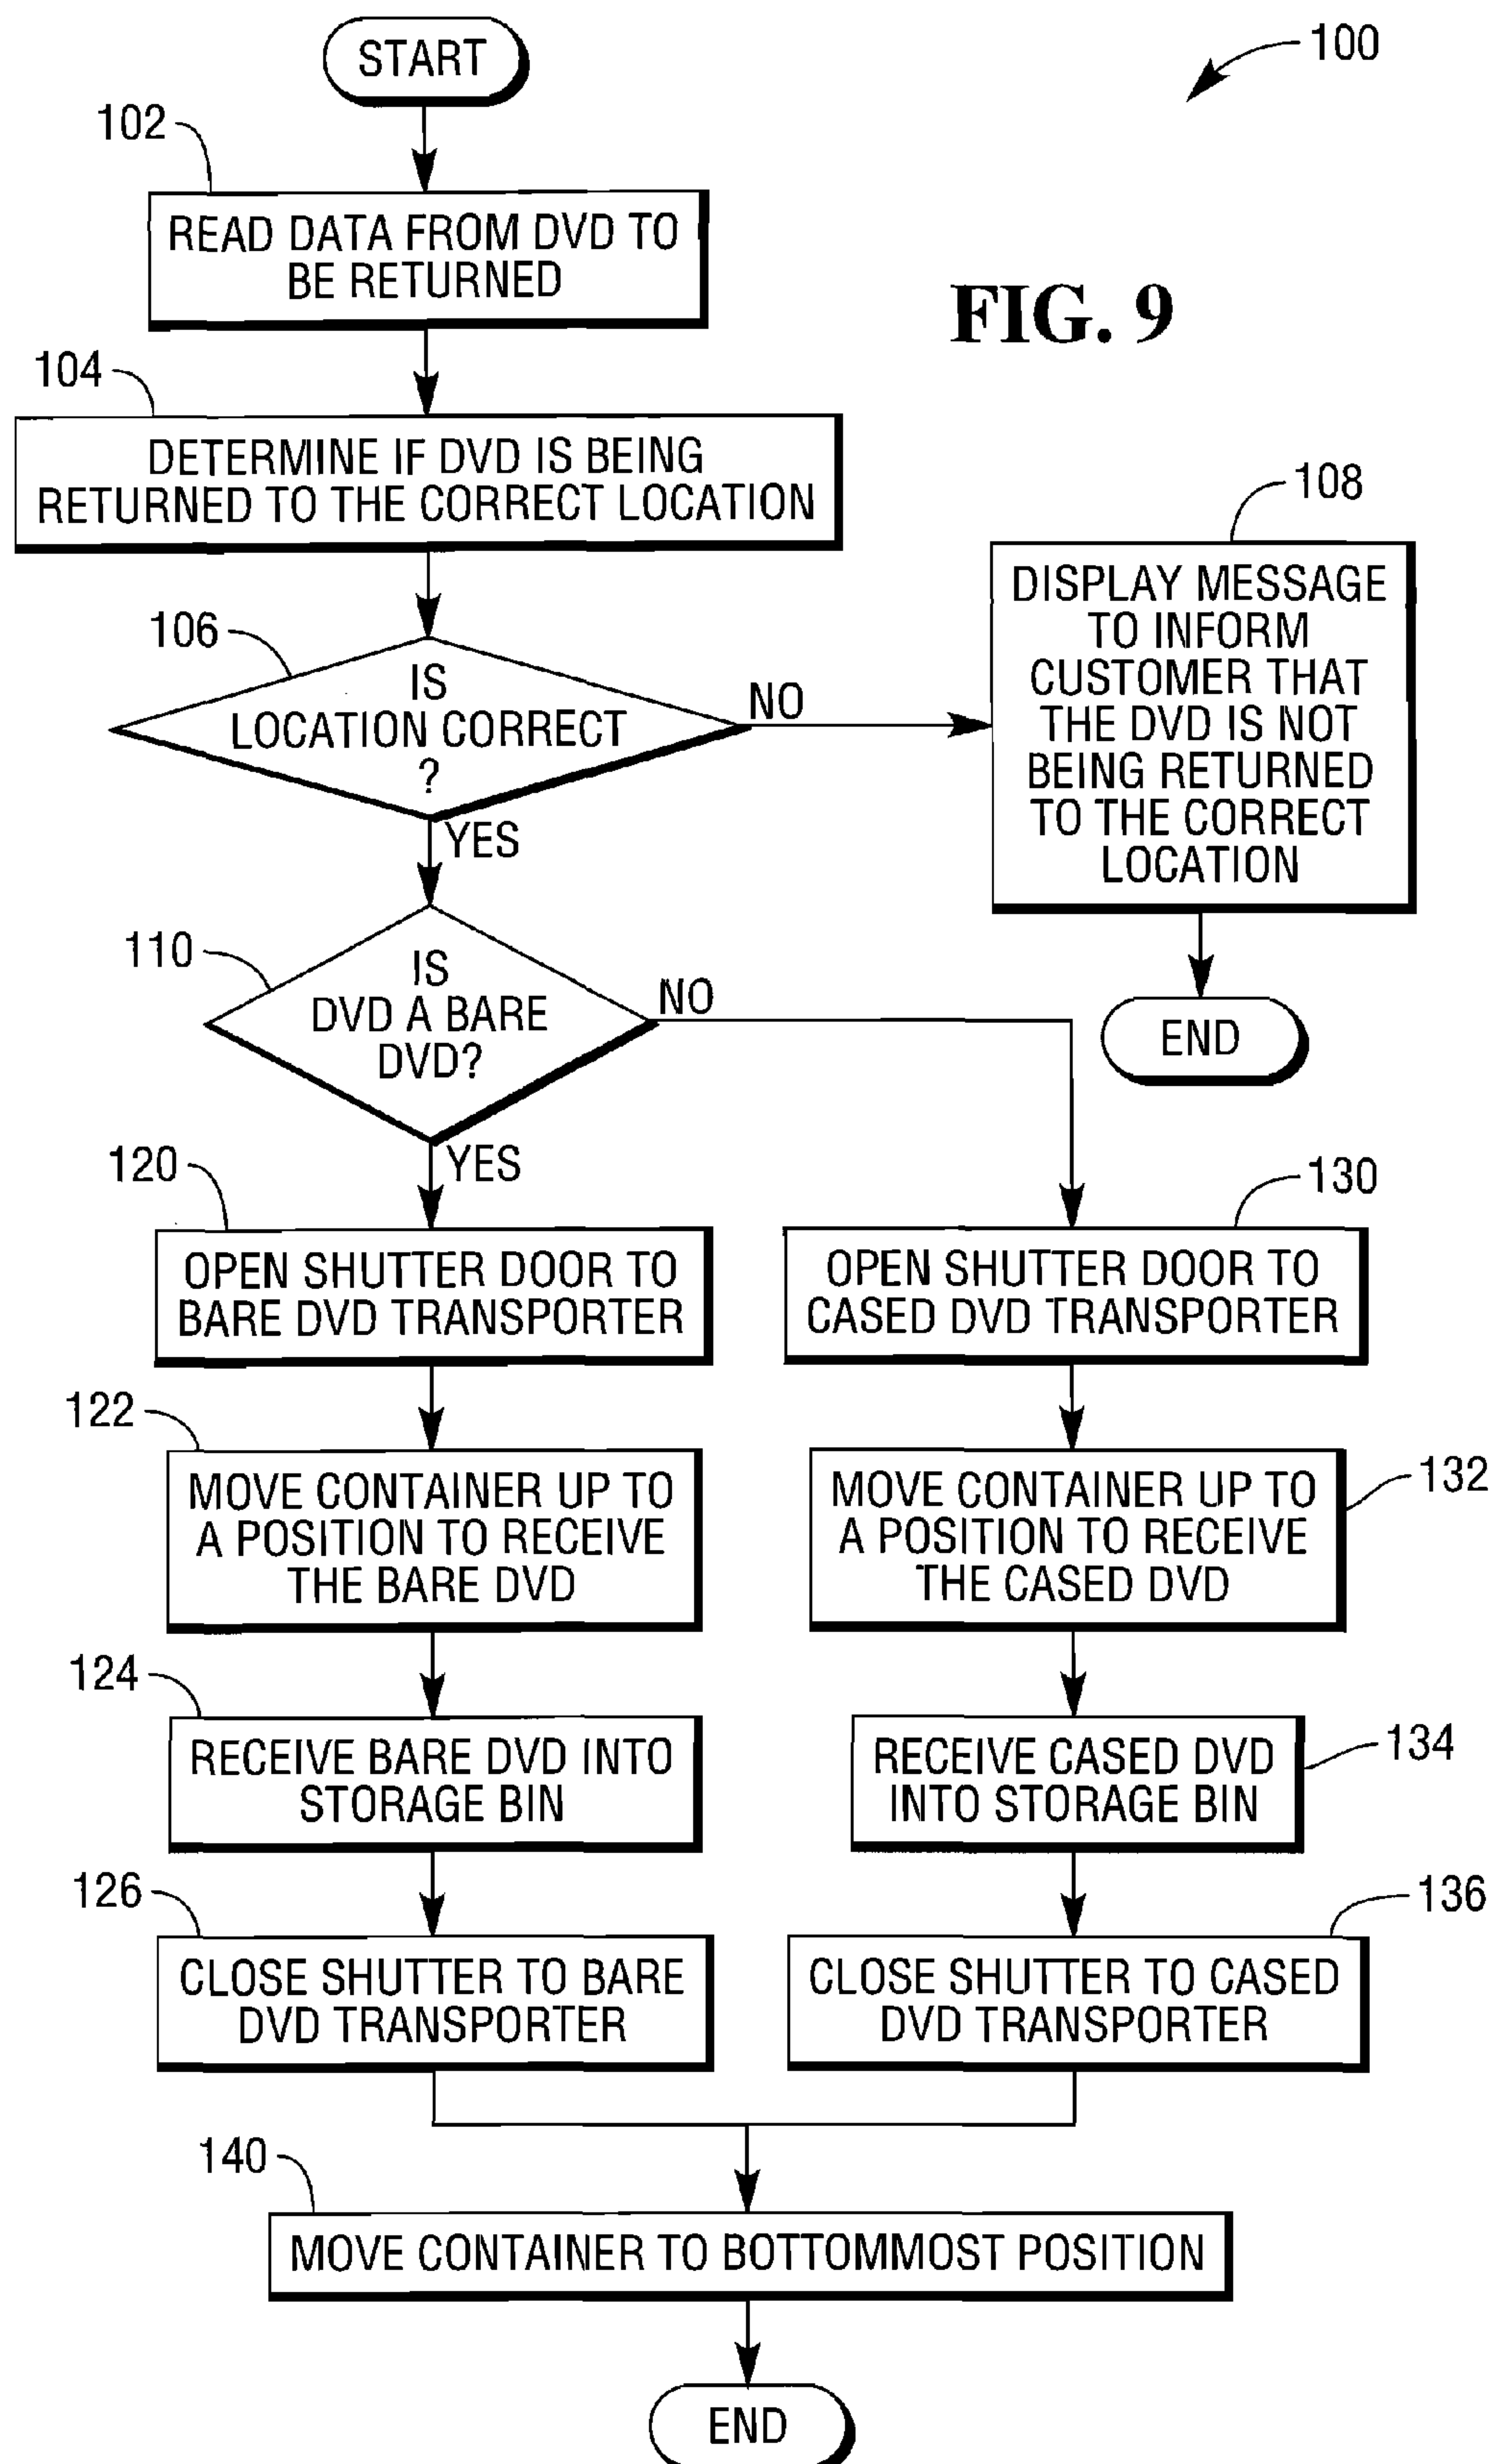 START
100
102
READ DATA FROM DVD TO
BE RETURNED
FIG. 9
104
DETERMINE IF DVD IS BEING
RETURNED TO THE CORRECT LOCATION
108
DISPLAY MESSAGE
TO INFORM
CUSTOMER THAT
THE DVD IS NOT
BEING RETURNED
TO THE CORRECT
LOCATION
106
IS
LOCATION CORRECT
?
NO
YES
END
110
IS
DVD A BARE
DVD?
NO
YES
120
OPEN SHUTTER DOOR TO
BARE DVD TRANSPORTER
130
OPEN SHUTTER DOOR TO
CASED DVD TRANSPORTER
122
MOVE CONTAINER UP TO
A POSITION TO RECEIVE
THE BARE DVD
132
MOVE CONTAINER UP TO
A POSITION TO RECEIVE
THE CASED DVD
124
RECEIVE BARE DVD INTO
STORAGE BIN
134
RECEIVE CASED DVD
INTO STORAGE BIN
126
CLOSE SHUTTER TO BARE
DVD TRANSPORTER
136
CLOSE SHUTTER TO CASED
DVD TRANSPORTER
140
MOVE CONTAINER TO BOTTOMMOST POSITION
END